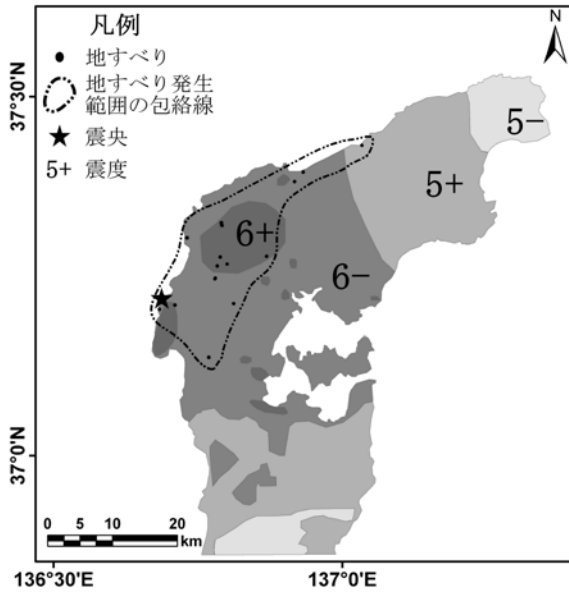 凡例
地すべり
地すべり発生
範囲の包絡線
震央
5+ 震度
N
37°30'N
5−
5+
6+
6−
37°0'N
0 5 10 20
km
136°30'E 137°0'E